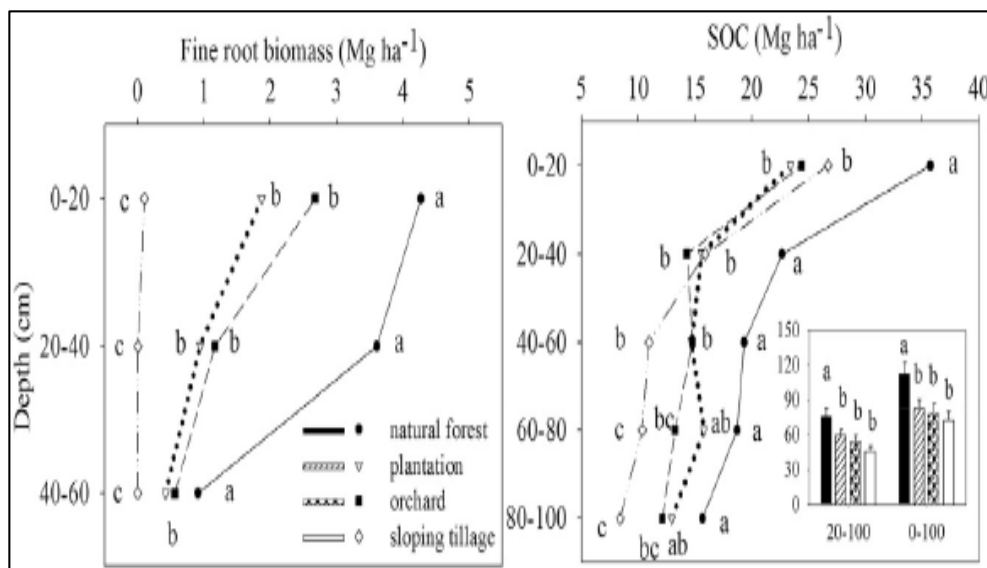 Fine root biomass (Mg ha-1)
0 1 2 3 4 5
Depth (cm)
0-20
20-40
40-60
c b b a
c b b a
c a
b
natural forest
plantation
orchard
sloping tillage
SOC (Mg ha-1)
5 10 15 20 25 30 35 40
0-20
20-40
40-60
60-80
80-100
b b a
b b a
b b a
c bc ab a
c bc ab a
150
120
90
60
30
0
a b b b
a b b b
20-100 0-100